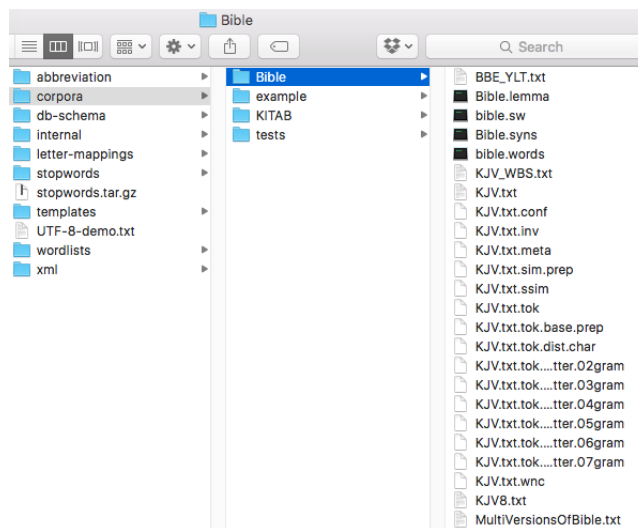 Bible
Search
abbreviation
corpora
db-schema
internal
letter-mappings
stopwords
stopwords.tar.gz
templates
UTF-8-demo.txt
wordlists
xml
Bible
example
KITAB
tests
BBE_YLT.txt
Bible.lemma
bible.sw
Bible.syns
bible.words
KJV_WBS.txt
KJV.txt
KJV.txt.conf
KJV.txt.inv
KJV.txt.meta
KJV.txt.sim.prep
KJV.txt.ssim
KJV.txt.tok
KJV.txt.tok.base.prep
KJV.txt.tok.dist.char
KJV.txt.tok....tter.02gram
KJV.txt.tok....tter.03gram
KJV.txt.tok....tter.04gram
KJV.txt.tok....tter.05gram
KJV.txt.tok....tter.06gram
KJV.txt.tok....tter.07gram
KJV.txt.wnc
KJV8.txt
MultiVersionsOfBible.txt